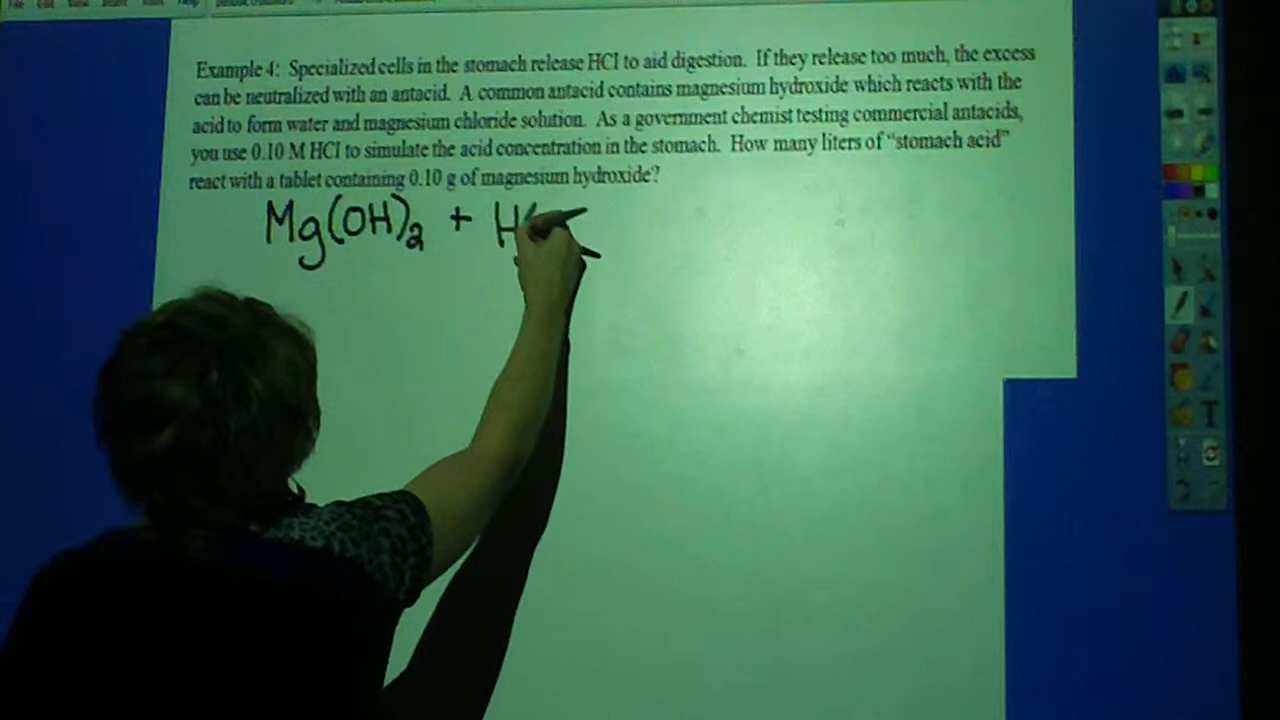 Example 4: Specialized cells in the stomach release HCl to aid digestion. If they release too much, the excess
can be neutralized with an antacid. A common antacid contains magnesium hydroxide which reacts with the
acid to form water and magnesium chloride solution. As a government chemist testing commercial antacids,
you use 0.10 M HCl to simulate the acid concentration in the stomach. How many liters of “stomach acid”
react with a tablet containing 0.10 g of magnesium hydroxide?
Mg(OH)₂ + H